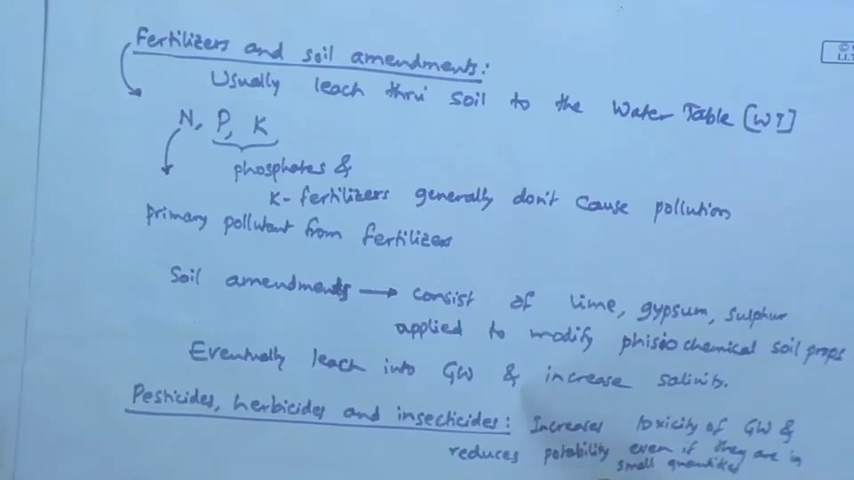 Fertilizers and soil amendments:
Usually leach thru' soil to the Water Table [WT]
N, P, K
phosphates &
K- fertilizers generally don't cause pollution
primary pollutant from fertilizers
Soil amendments → consist of lime, gypsum, sulphur
applied to modify phisiochemical soil props
Eventually leach into GW & increase salinity.
Pesticides, herbicides and insecticides: Increases toxicity of GW &
reduces potability even if they are in
small quantities
©
I.I.T